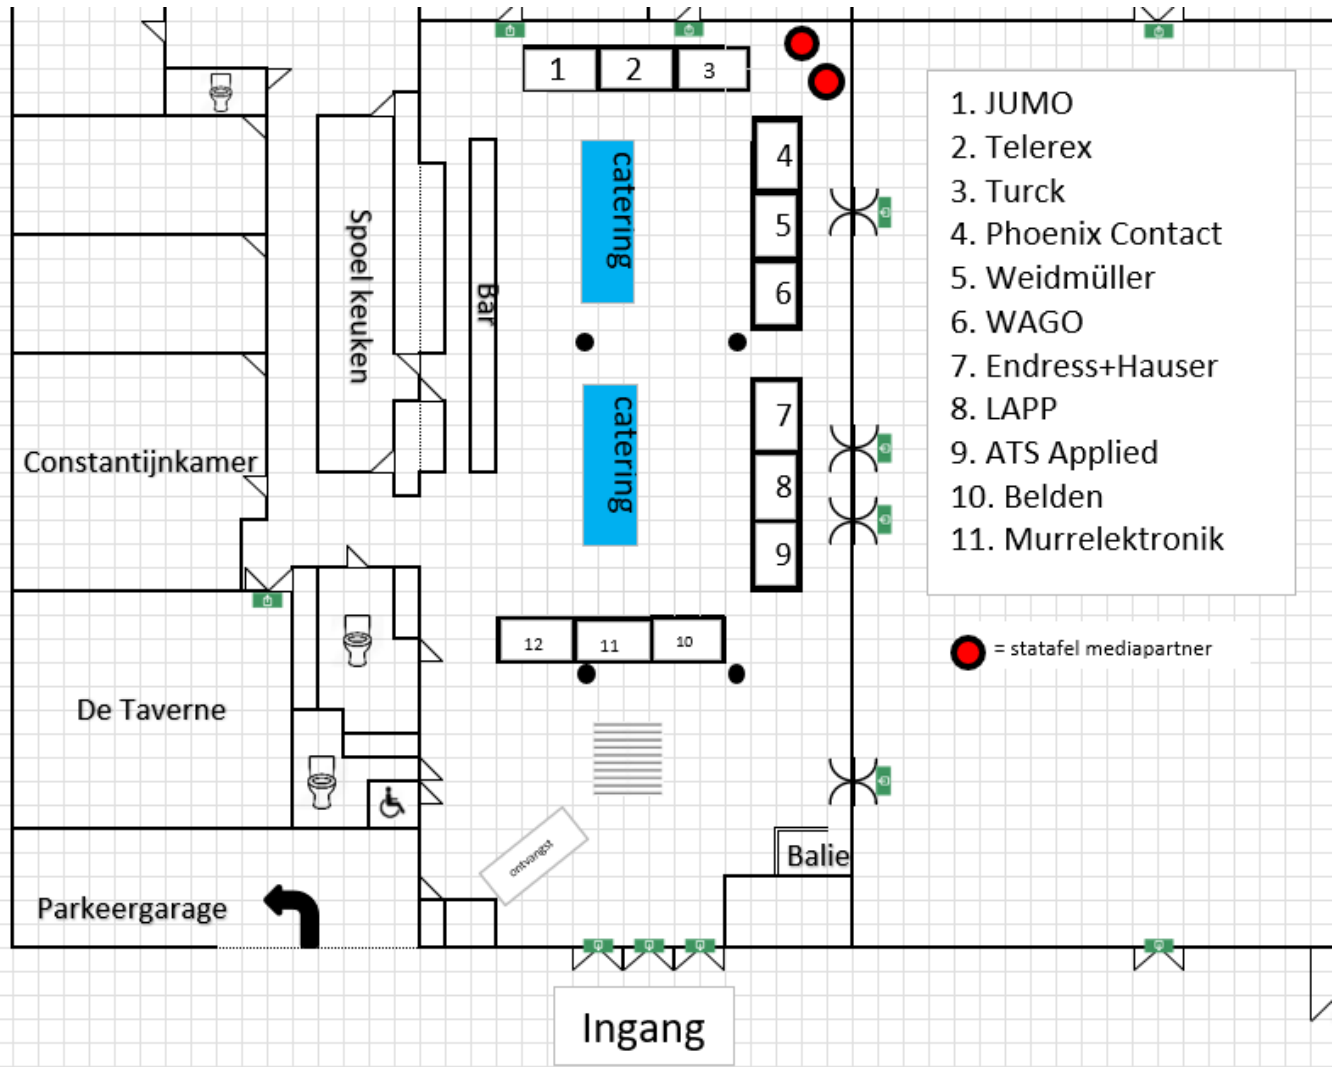 1
2
3
4
5
6
7
8
9
12
11
10
catering
catering
Bar
Spoel keuken
Constantijnkamer
De Taverne
Parkeergarage
ontvangst
Balie
Ingang
1. JUMO
2. Telerex
3. Turck
4. Phoenix Contact
5. Weidmüller
6. WAGO
7. Endress+Hauser
8. LAPP
9. ATS Applied
10. Belden
11. Murrelektronik
= statafel mediapartner